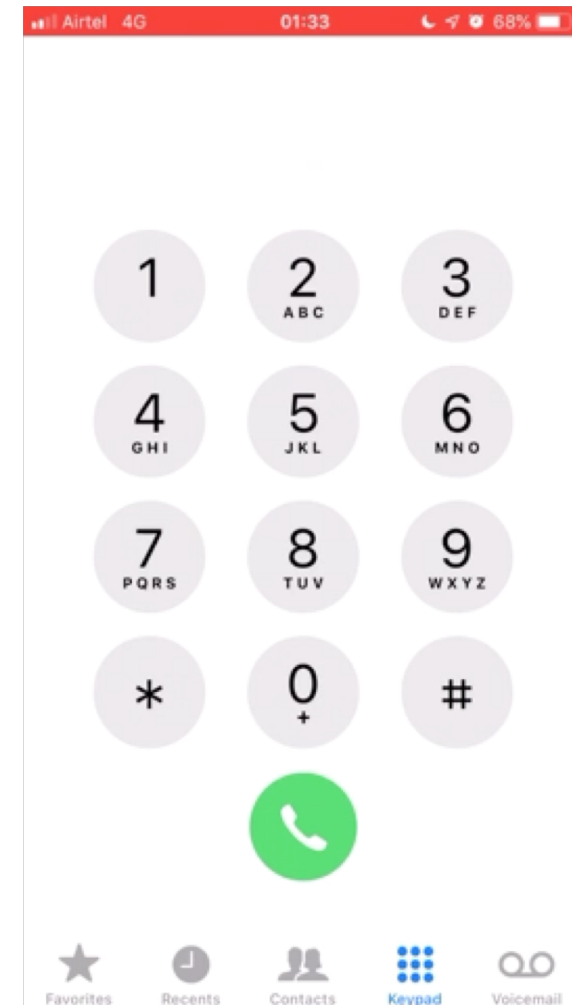 Airtel 4G 01:33 68%
1 2 3
ABC DEF
4 5 6
GHI JKL MNO
7 8 9
PQRS TUV WXYZ
* 0 #
+
Favorites Recents Contacts Keypad Voicemail